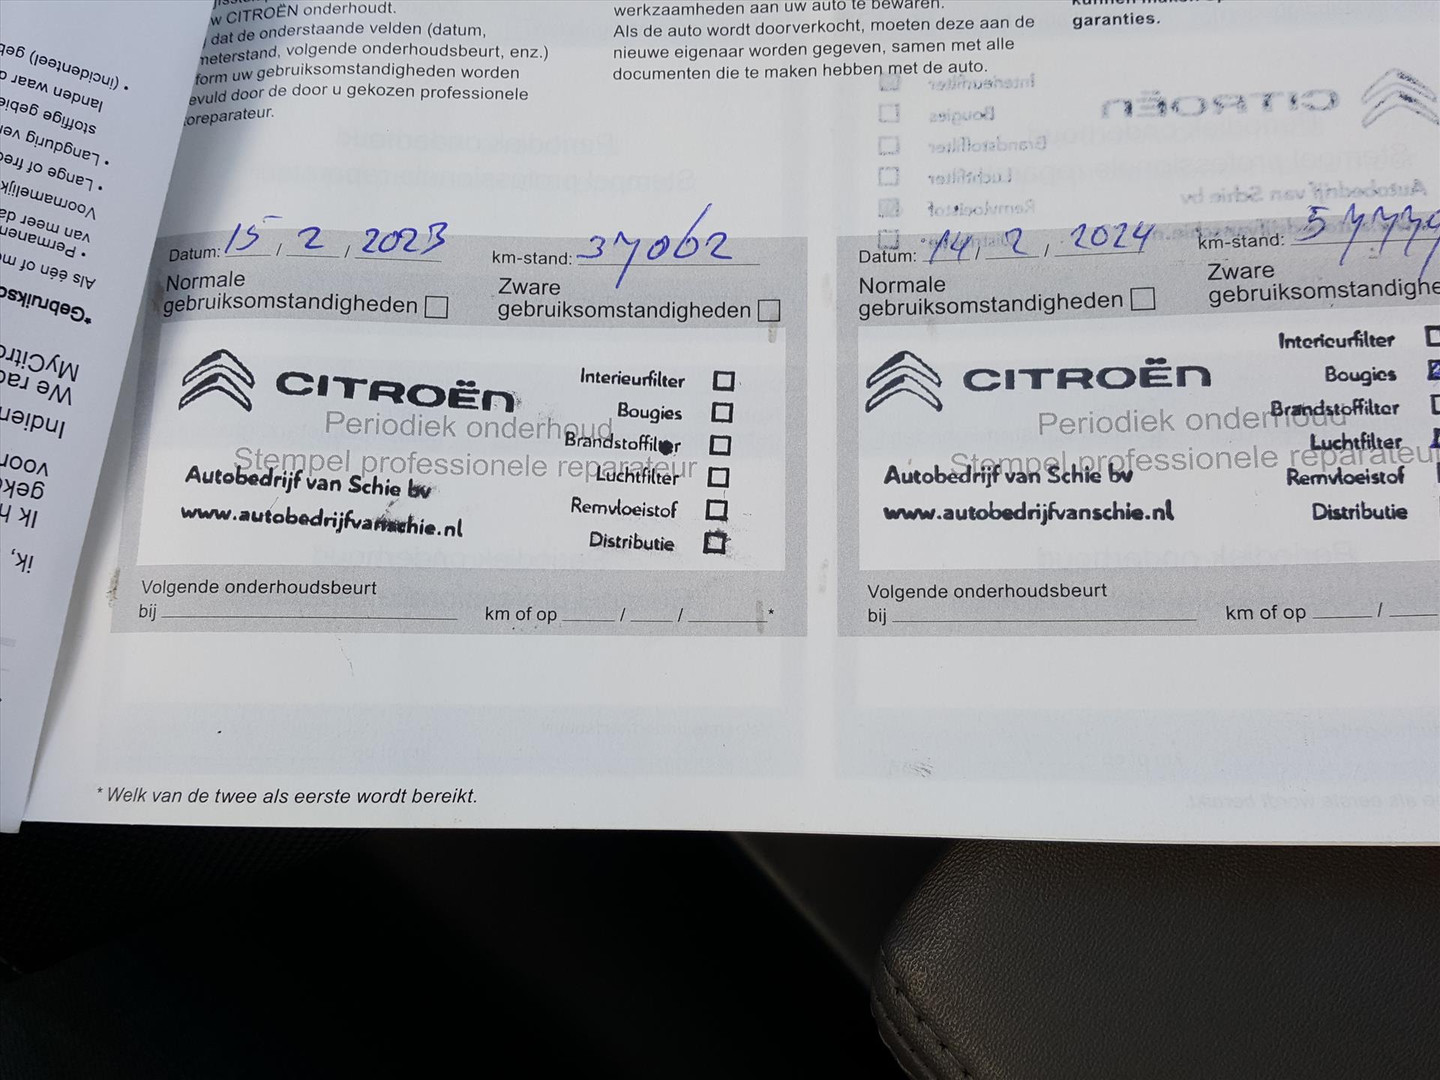 w CITROËN onderhoudt.
dat de onderstaande velden (datum,
meterstand, volgende onderhoudsbeurt, enz.)
form uw gebruiksomstandigheden worden
evuld door de door u gekozen professionele
oreparateur.
werkzaamheden aan uw auto te bewaren.
Als de auto wordt doorverkocht, moeten deze aan de
nieuwe eigenaar worden gegeven, samen met alle
documenten die te maken hebben met de auto.
garanties.
Datum: 15 / 2 / 2023 km-stand: 37062
Normale
gebruiksomstandigheden
Zware
gebruiksomstandigheden
CITROËN
Periodiek onderhoud
Stempel professionele reparateur
Autobedrijf van Schie bv
www.autobedrijfvanschie.nl
Interieurfilter
Bougies
Brandstoffilter
Luchtfilter
Remvloeistof
Distributie
Volgende onderhoudsbeurt
bij km of op / / *
Datum: 14 / 2 / 2024 km-stand:
Normale
gebruiksomstandigheden
Zware
gebruiksomstandighe
CITROËN
Periodiek onderhoud
Stempel professionele reparateur
Autobedrijf van Schie bv
www.autobedrijfvanschie.nl
Interieurfilter
Bougies
Brandstoffilter
Luchtfilter
Remvloeistof
Distributie
Volgende onderhoudsbeurt
bij km of op /
* Welk van de twee als eerste wordt bereikt.